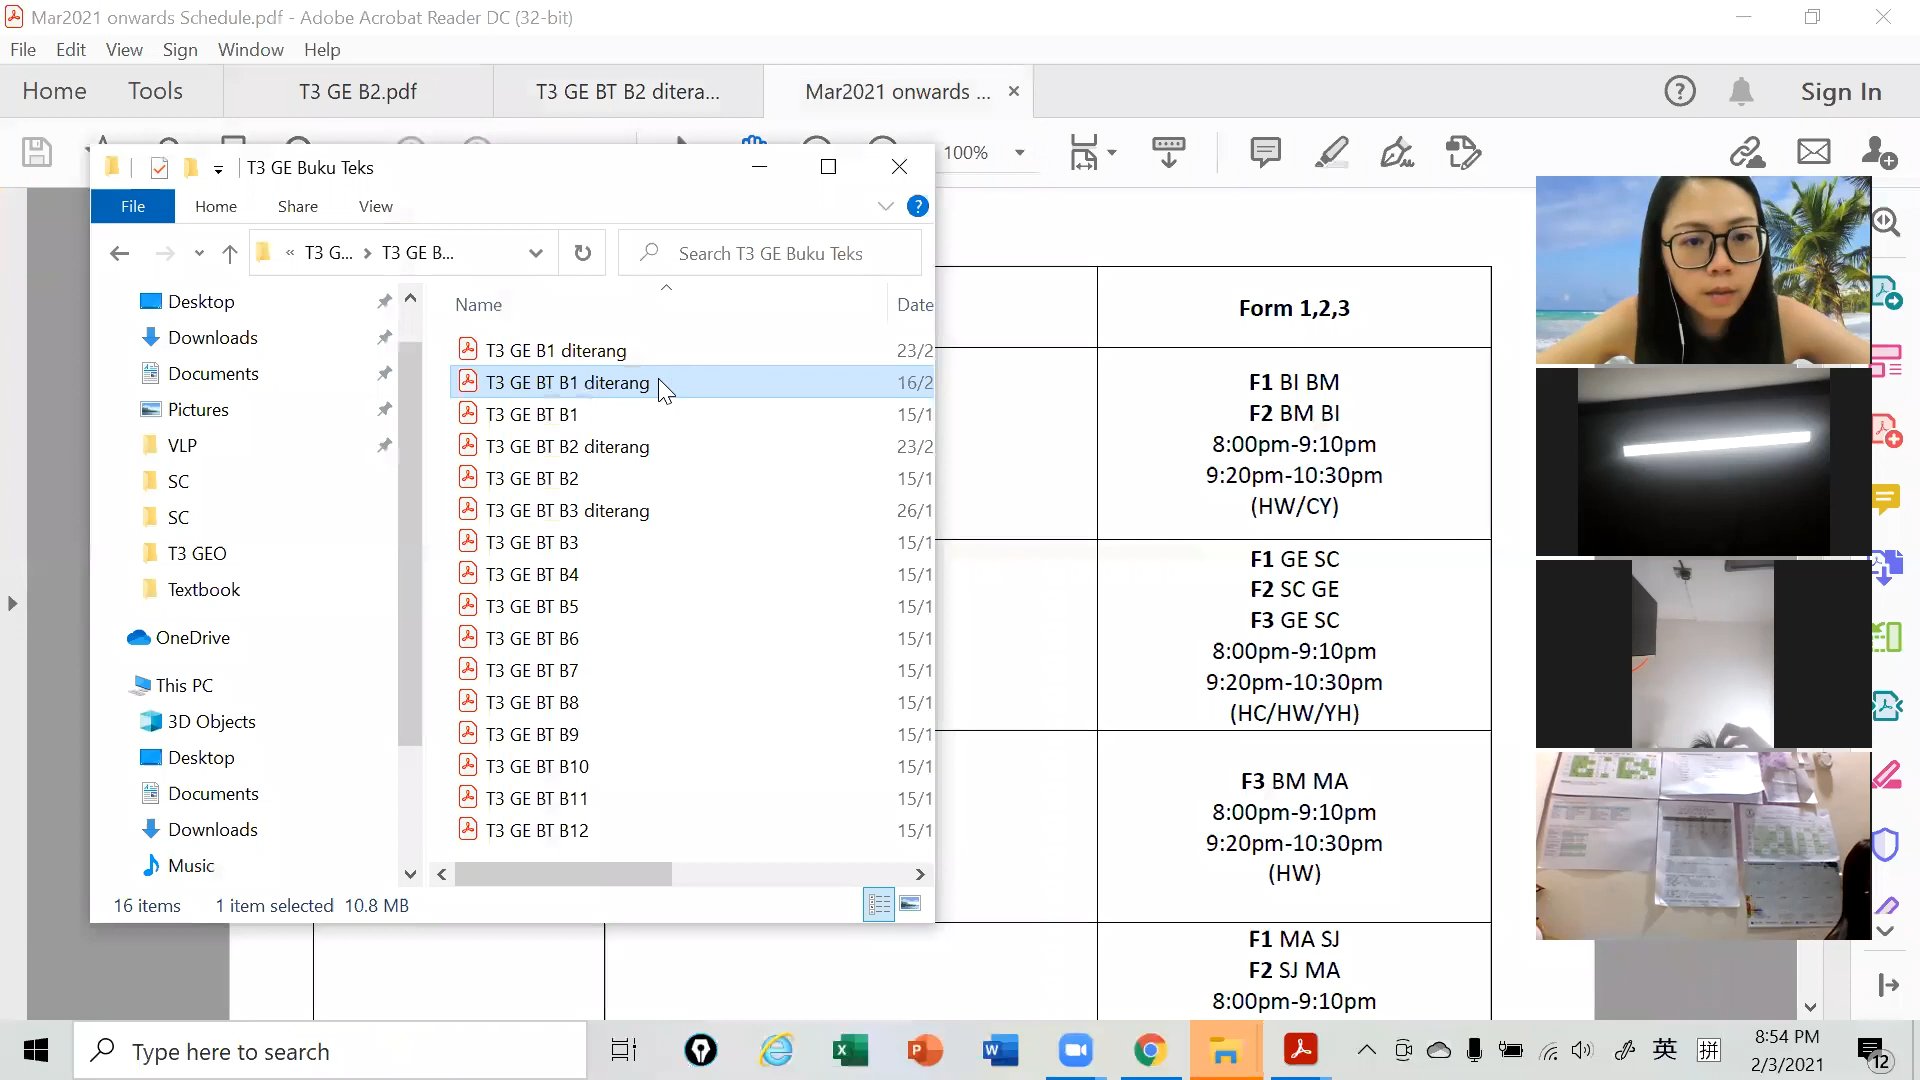 Mar2021 onwards Schedule.pdf - Adobe Acrobat Reader DC (32-bit)
File Edit View Sign Window Help
Home Tools T3 GE B2.pdf T3 GE BT B2 ditera... Mar2021 onwards ... Sign In
100%
T3 GE Buku Teks
File Home Share View
« T3 G... > T3 GE B... Search T3 GE Buku Teks
Desktop
Downloads
Documents
Pictures
VLP
SC
SC
T3 GEO
Textbook
OneDrive
This PC
3D Objects
Desktop
Documents
Downloads
Music
Name Date
T3 GE B1 diterang 23/2
T3 GE BT B1 diterang 16/2
T3 GE BT B1 15/1
T3 GE BT B2 diterang 23/2
T3 GE BT B2 15/1
T3 GE BT B3 diterang 26/1
T3 GE BT B3 15/1
T3 GE BT B4 15/1
T3 GE BT B5 15/1
T3 GE BT B6 15/1
T3 GE BT B7 15/1
T3 GE BT B8 15/1
T3 GE BT B9 15/1
T3 GE BT B10 15/1
T3 GE BT B11 15/1
T3 GE BT B12 15/1
16 items 1 item selected 10.8 MB
Form 1,2,3
F1 BI BM
F2 BM BI
8:00pm-9:10pm
9:20pm-10:30pm
(HW/CY)
F1 GE SC
F2 SC GE
F3 GE SC
8:00pm-9:10pm
9:20pm-10:30pm
(HC/HW/YH)
F3 BM MA
8:00pm-9:10pm
9:20pm-10:30pm
(HW)
F1 MA SJ
F2 SJ MA
8:00pm-9:10pm
Type here to search
英 拼
8:54 PM
2/3/2021
12